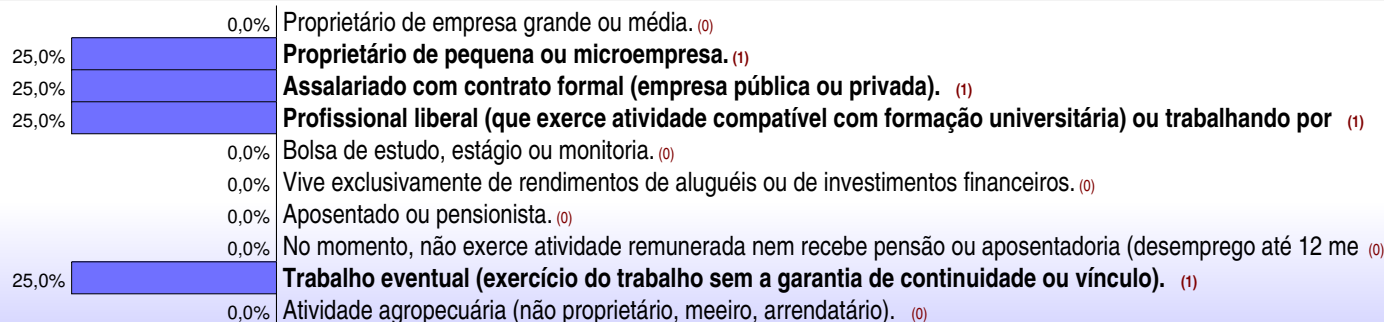 0,0% Proprietário de empresa grande ou média. (0)
25,0% Proprietário de pequena ou microempresa. (1)
25,0% Assalariado com contrato formal (empresa pública ou privada). (1)
25,0% Profissional liberal (que exerce atividade compatível com formação universitária) ou trabalhando por (1)
0,0% Bolsa de estudo, estágio ou monitoria. (0)
0,0% Vive exclusivamente de rendimentos de aluguéis ou de investimentos financeiros. (0)
0,0% Aposentado ou pensionista. (0)
0,0% No momento, não exerce atividade remunerada nem recebe pensão ou aposentadoria (desemprego até 12 me (0)
25,0% Trabalho eventual (exercício do trabalho sem a garantia de continuidade ou vínculo). (1)
0,0% Atividade agropecuária (não proprietário, meeiro, arrendatário). (0)